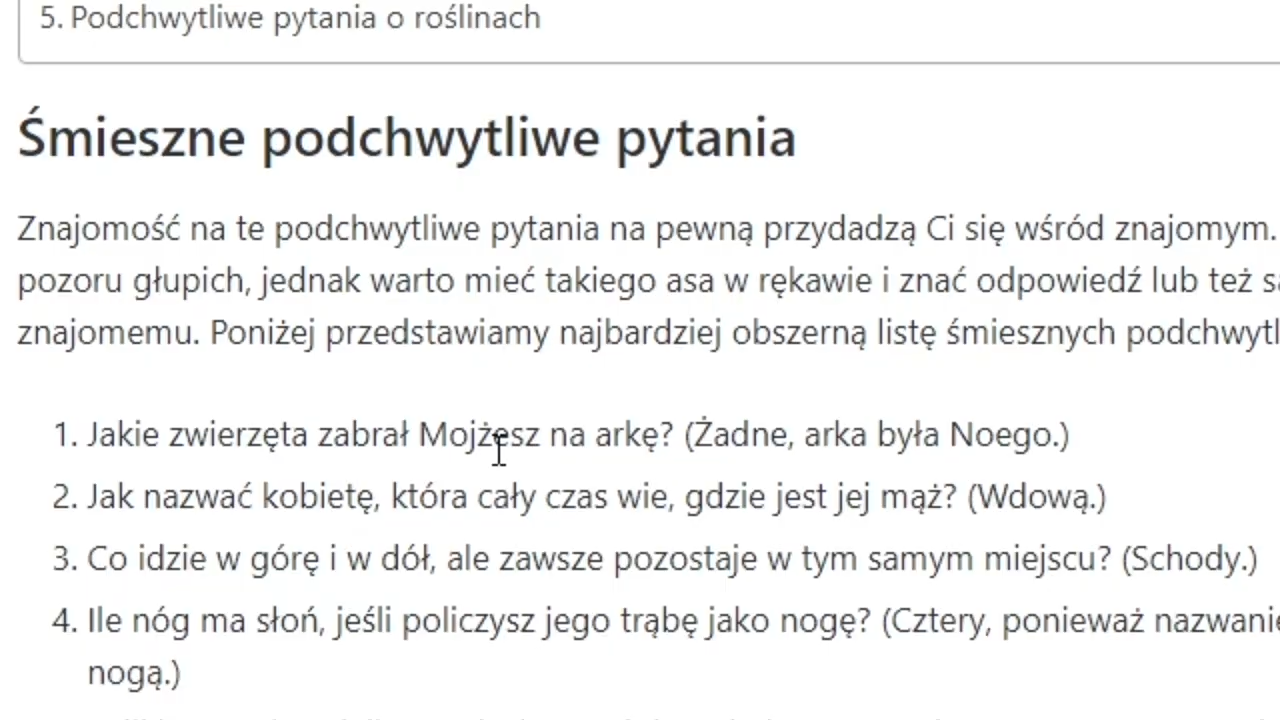 5. Podchwytliwe pytania o roślinach
Śmieszne podchwytliwe pytania
Znajomość na te podchwytliwe pytania na pewną przydadzą Ci się wśród znajomym.
pozoru głupich, jednak warto mieć takiego asa w rękawie i znać odpowiedź lub też
znajomemu. Poniżej przedstawiamy najbardziej obszerną listę śmiesznych
1. Jakie zwierzęta zabrał Mojżesz na arkę? (Żadne, arka była Noego.)
2. Jak nazwać kobietę, która cały czas wie, gdzie jest jej mąż? (Wdową.)
3. Co idzie w górę i w dół, ale zawsze pozostaje w tym samym miejscu? (Schody.)
4. Ile nóg ma słoń, jeśli policzysz jego trąbę jako nogę? (Cztery, ponieważ nazwanie
nogą.)